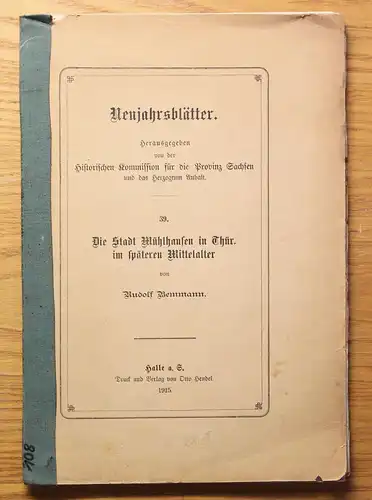 Neujahrsblätter.
Herausgegeben
von der
Historischen Kommission für die Provinz Sachsen
und das Herzogtum Anhalt.
39.
Die Stadt Mühlhausen in Thür.
im späteren Mittelalter
von
Rudolf Bemmann.
Halle a. S.
Druck und Verlag von Otto Hendel.
1915.
108